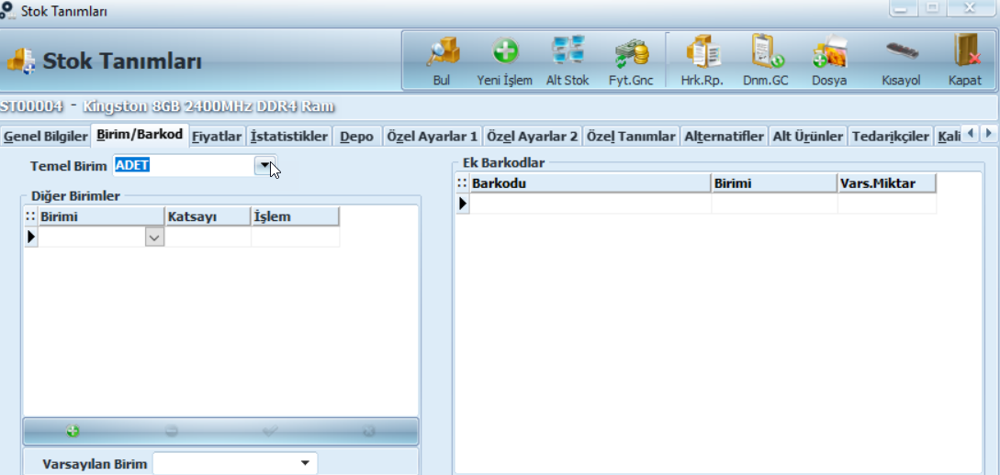 Stok Tanımları
Stok Tanımları
Bul Yeni İşlem Alt Stok Fyt.Gnc Hrk.Rp. Dnm.GC Dosya Kısayol Kapat
ST00004 - Kingston 8GB 2400MHz DDR4 Ram
Genel Bilgiler Birim/Barkod Fiyatlar İstatistikler Depo Özel Ayarlar 1 Özel Ayarlar 2 Özel Tanımlar Alternatifler Alt Ürünler Tedarikçiler Kali
Temel Birim ADET
Diğer Birimler
Birimi Katsayı İşlem
Varsayılan Birim
Ek Barkodlar
Barkodu Birimi Vars.Miktar